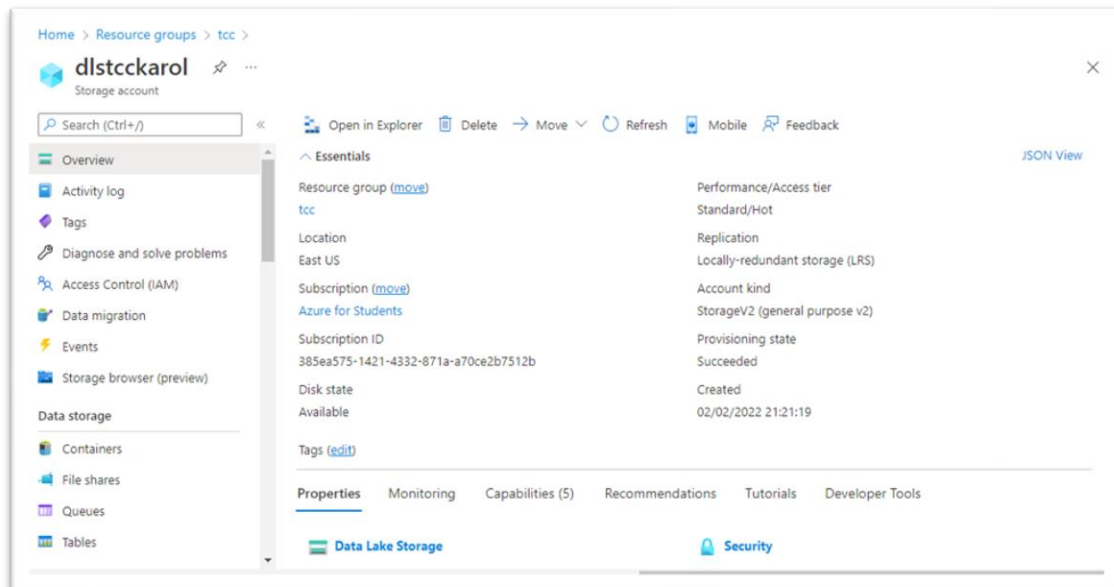 Home > Resource groups > tcc >
dlstcckarol ...
Storage account
Search (Ctrl+/)
«
Overview
Activity log
Tags
Diagnose and solve problems
Access Control (IAM)
Data migration
Events
Storage browser (preview)
Data storage
Containers
File shares
Queues
Tables
Open in Explorer Delete Move Refresh Mobile Feedback
Essentials
JSON View
Resource group (move)
tcc
Location
East US
Subscription (move)
Azure for Students
Subscription ID
385ea575-1421-4332-871a-a70ce2b7512b
Disk state
Available
Tags (edit)
Performance/Access tier
Standard/Hot
Replication
Locally-redundant storage (LRS)
Account kind
StorageV2 (general purpose v2)
Provisioning state
Succeeded
Created
02/02/2022 21:21:19
Properties Monitoring Capabilities (5) Recommendations Tutorials Developer Tools
Data Lake Storage
Security